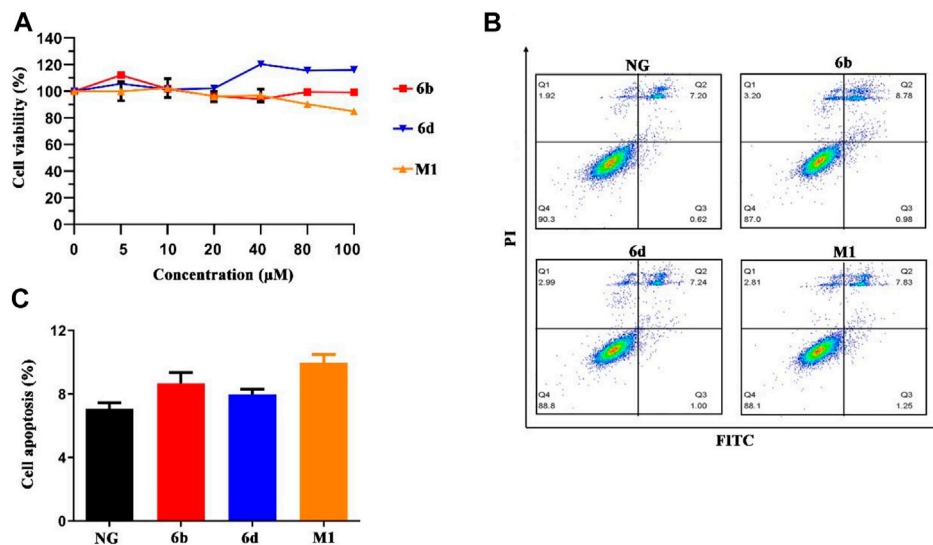 A
Cell viability (%)
140
120
100
80
60
40
20
0
0 5 10 20 40 80 100
Concentration (μM)
6b
6d
M1
B
PI
NG
Q1
1.92
Q2
7.20
Q4
90.3
Q3
0.62
6b
Q1
3.20
Q2
8.78
Q4
87.0
Q3
0.98
6d
Q1
2.99
Q2
7.24
Q4
88.8
Q3
1.00
M1
Q1
2.81
Q2
7.83
Q4
88.1
Q3
1.25
FITC
C
Cell apoptosis (%)
12
8
4
0
NG 6b 6d M1